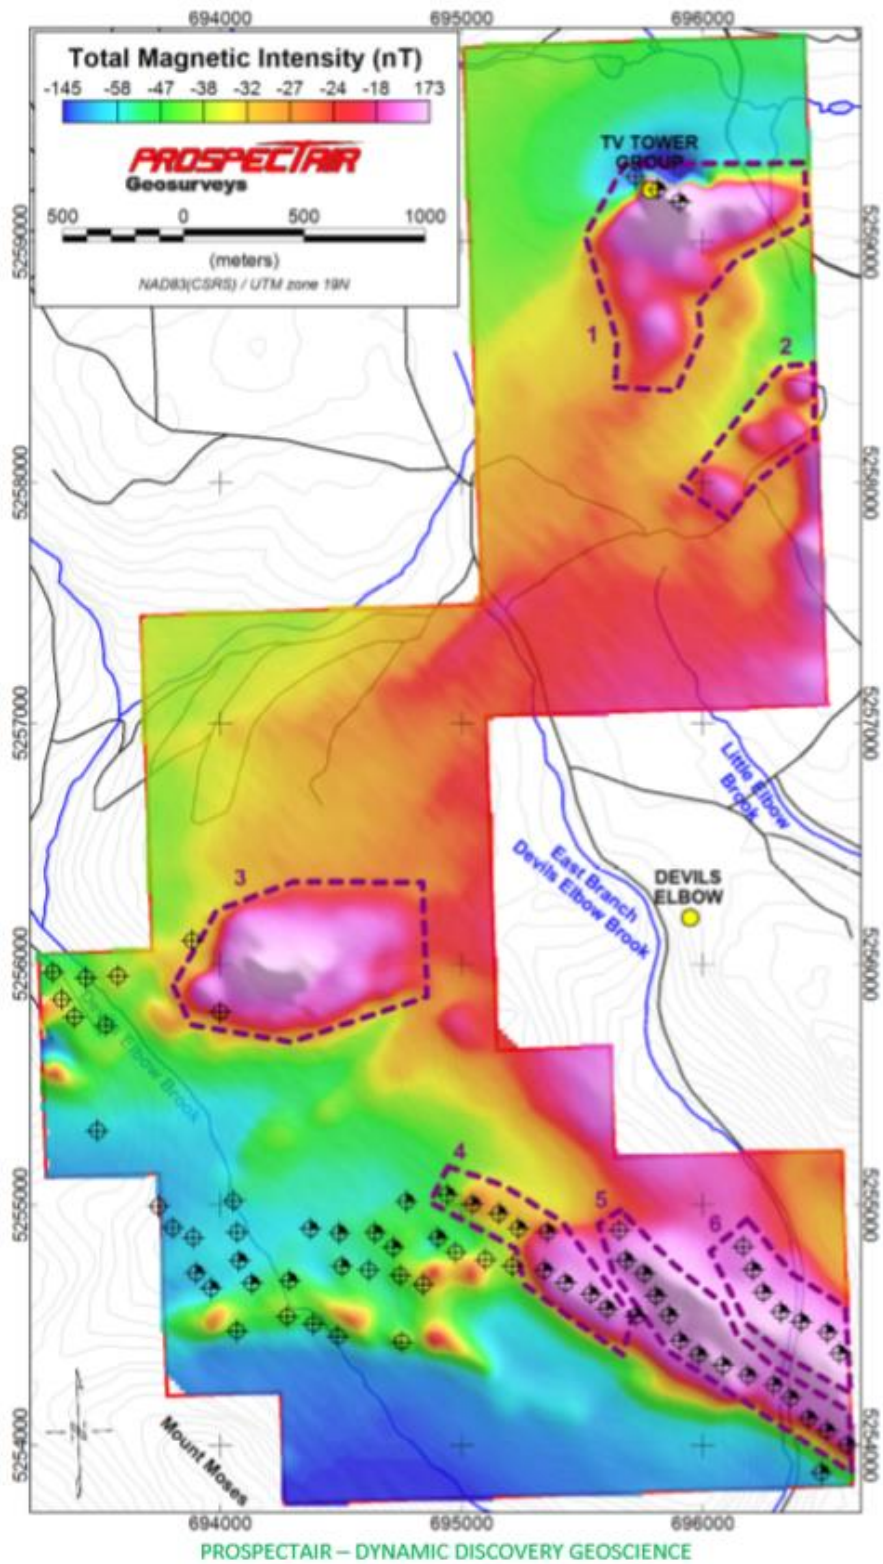 694000 695000 696000
Total Magnetic Intensity (nT)
-145 -58 -47 -38 -32 -27 -24 -18 173
PROSPECTAIR
Geosurveys
500 0 500 1000
(meters)
NAD83(CSRS) / UTM zone 19N
TV TOWER
GROUP
5259000
5259000
1
2
5258000
5258000
5257000
5257000
Little Elbow
Brook
East Branch
Devils Elbow Brook
DEVILS
ELBOW
3
5256000
5256000
Elbow Brook
4
5
6
5255000
5255000
5254000
5254000
Mount Moses
694000 695000 696000
PROSPECTAIR – DYNAMIC DISCOVERY GEOSCIENCE